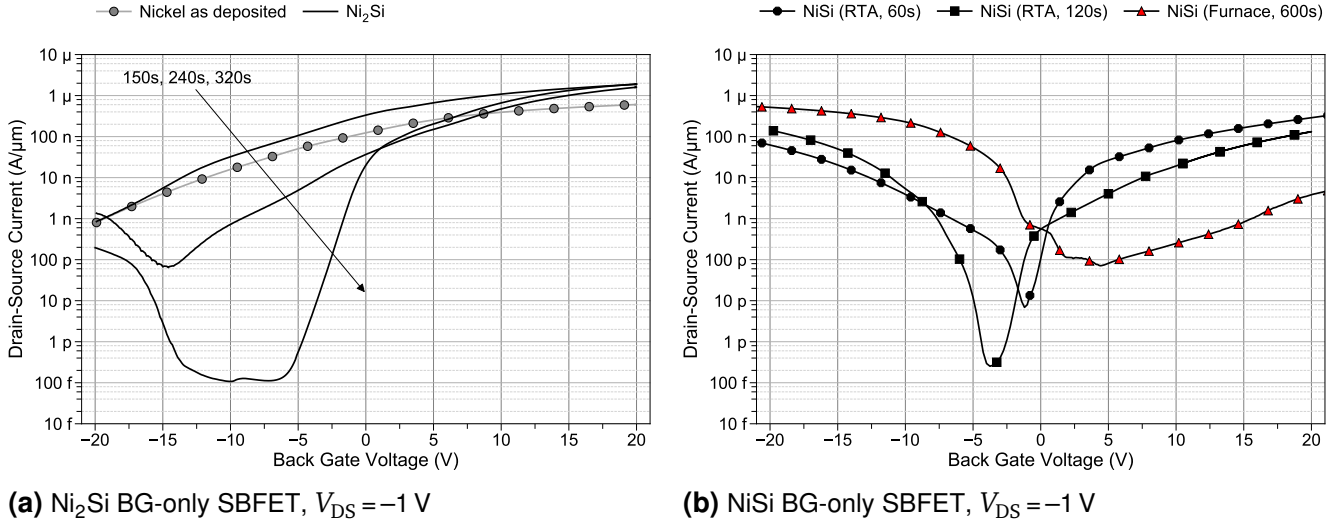 Nickel as deposited Ni₂Si
10 µ
1 µ
100 n
10 n
1 n
100 p
10 p
1 p
100 f
10 f
Drain-Source Current (A/µm)
150s, 240s, 320s
−20 −15 −10 −5 0 5 10 15 20
Back Gate Voltage (V)
(a) Ni₂Si BG-only SBFET, V_DS = −1 V
NiSi (RTA, 60s) NiSi (RTA, 120s) NiSi (Furnace, 600s)
10 µ
1 µ
100 n
10 n
1 n
100 p
10 p
1 p
100 f
10 f
Drain-Source Current (A/µm)
−20 −15 −10 −5 0 5 10 15 20
Back Gate Voltage (V)
(b) NiSi BG-only SBFET, V_DS = −1 V